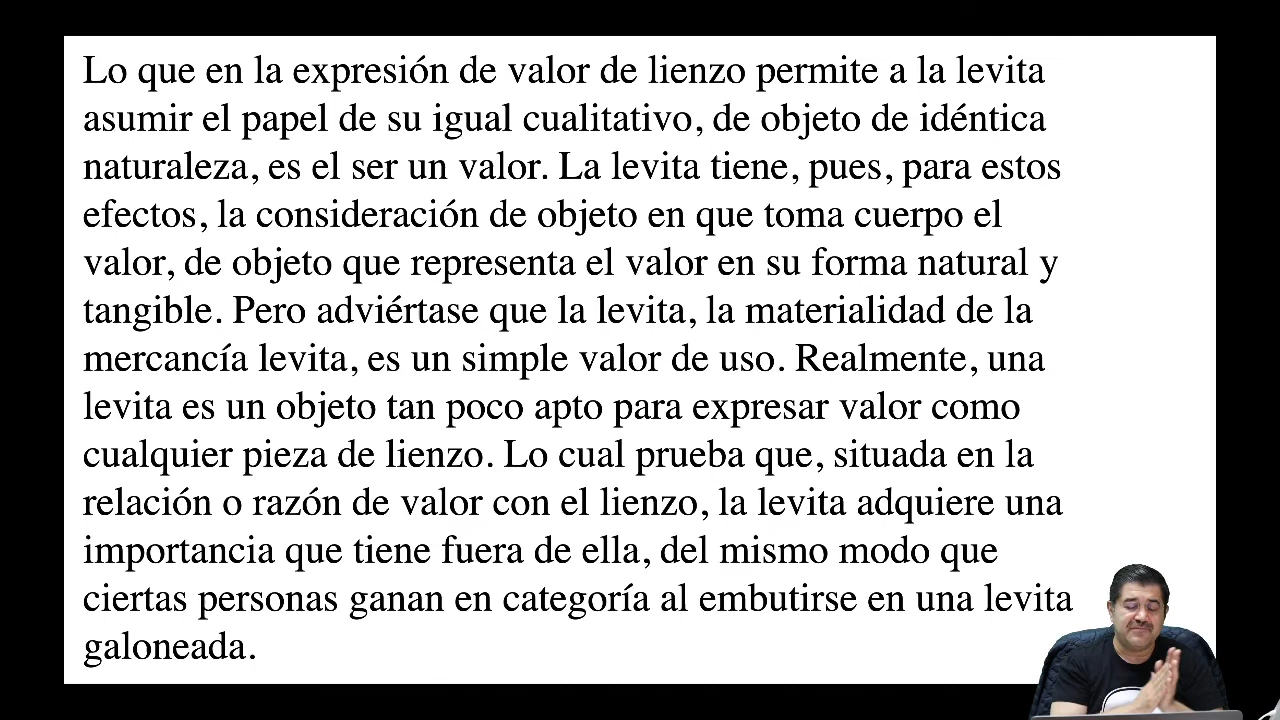 Lo que en la expresión de valor de lienzo permite a la levita
asumir el papel de su igual cualitativo, de objeto de idéntica
naturaleza, es el ser un valor. La levita tiene, pues, para estos
efectos, la consideración de objeto en que toma cuerpo el
valor, de objeto que representa el valor en su forma natural y
tangible. Pero adviértase que la levita, la materialidad de la
mercancía levita, es un simple valor de uso. Realmente, una
levita es un objeto tan poco apto para expresar valor como
cualquier pieza de lienzo. Lo cual prueba que, situada en la
relación o razón de valor con el lienzo, la levita adquiere una
importancia que tiene fuera de ella, del mismo modo que
ciertas personas ganan en categoría al embutirse en una levita
galoneada.